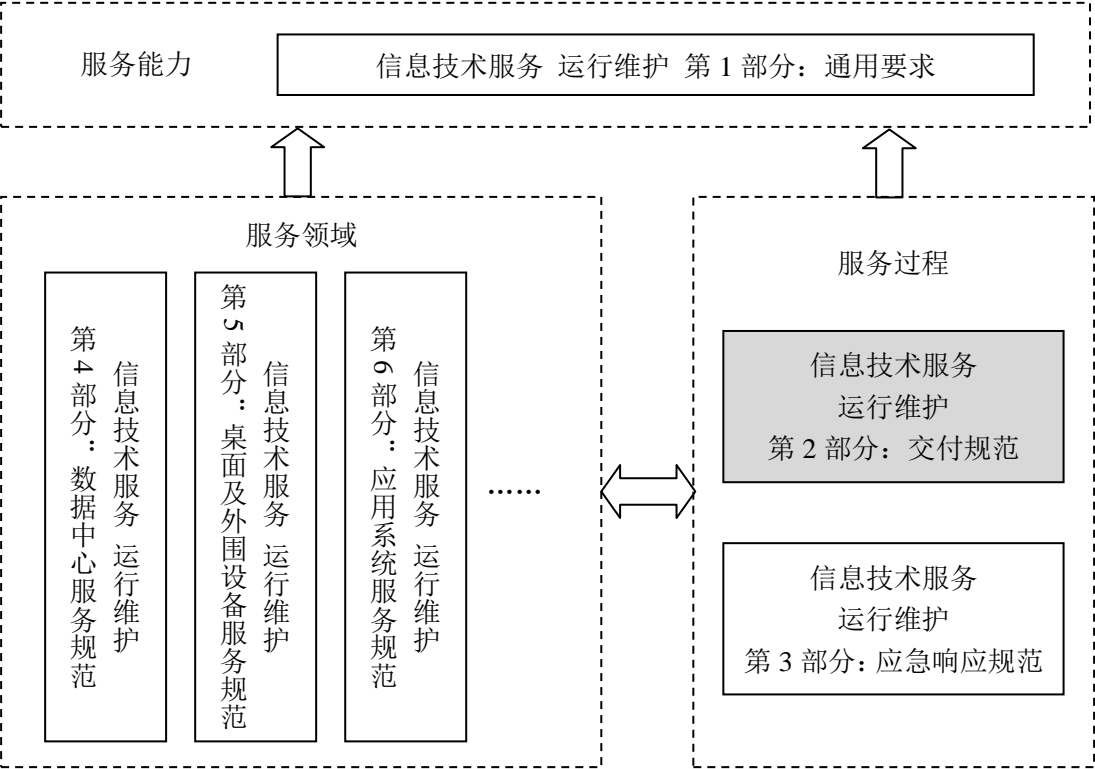 服务能力
信息技术服务 运行维护 第 1 部分：通用要求
服务领域
信息技术服务 运行维护
第 4 部分：数据中心服务规范
信息技术服务 运行维护
第 5 部分：桌面及外围设备服务规范
信息技术服务 运行维护
第 6 部分：应用系统服务规范
……
服务过程
信息技术服务
运行维护
第 2 部分：交付规范
信息技术服务
运行维护
第 3 部分：应急响应规范